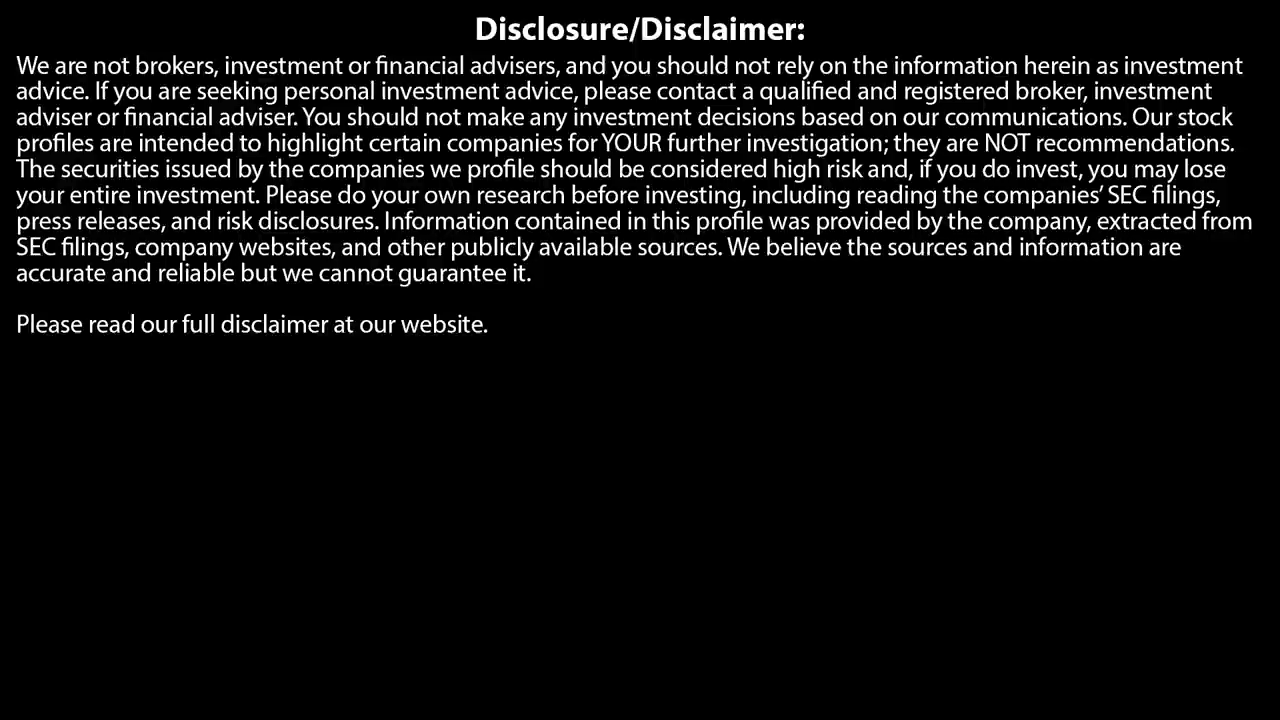 Disclosure/Disclaimer:
We are not brokers, investment or financial advisers, and you should not rely on the information herein as investment
advice. If you are seeking personal investment advice, please contact a qualified and registered broker, investment
adviser or financial adviser. You should not make any investment decisions based on our communications. Our stock
profiles are intended to highlight certain companies for YOUR further investigation; they are NOT recommendations.
The securities issued by the companies we profile should be considered high risk and, if you do invest, you may lose
your entire investment. Please do your own research before investing, including reading the companies’ SEC filings,
press releases, and risk disclosures. Information contained in this profile was provided by the company, extracted from
SEC filings, company websites, and other publicly available sources. We believe the sources and information are
accurate and reliable but we cannot guarantee it.
Please read our full disclaimer at our website.